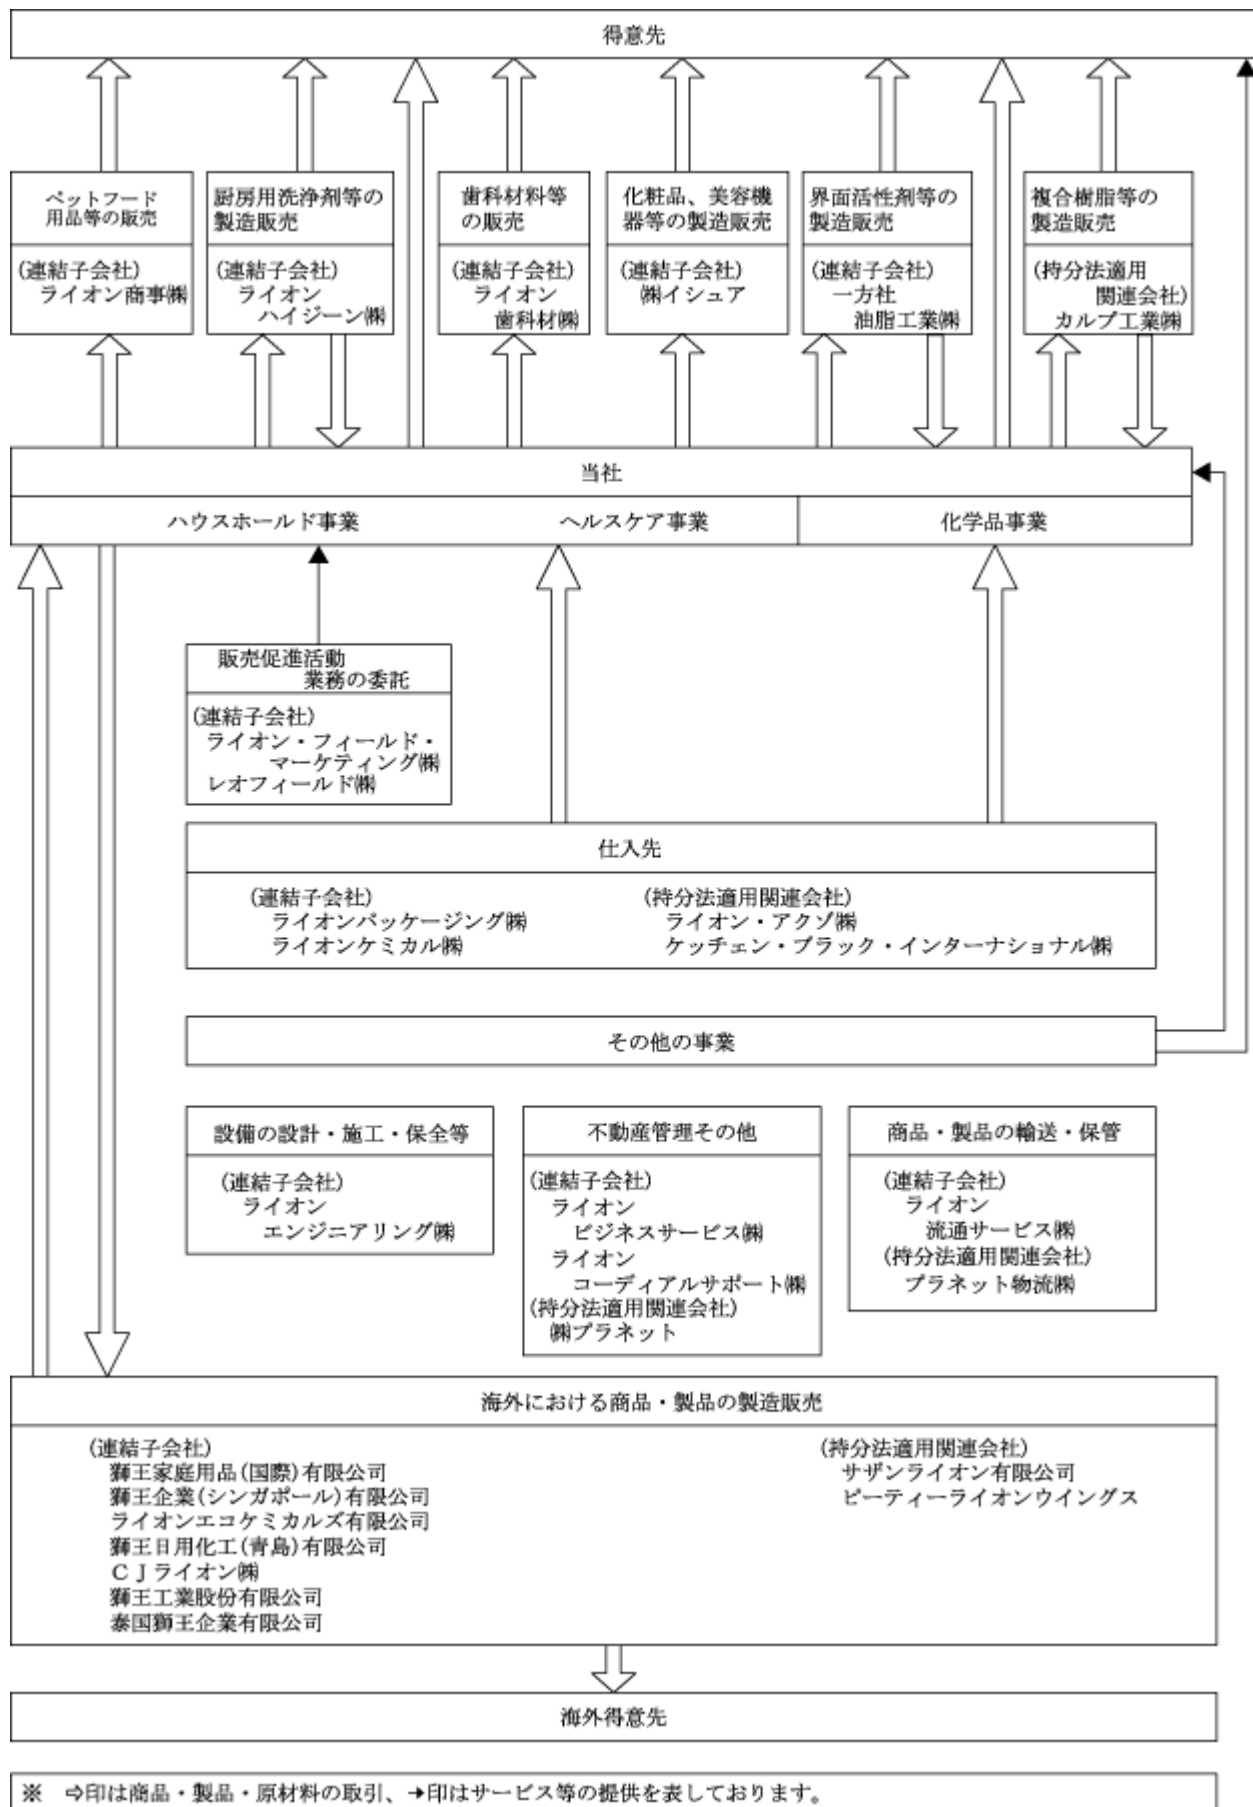 得意先
ペットフード
用品等の販売
(連結子会社)
ライオン商事㈱
厨房用洗浄剤等の
製造販売
(連結子会社)
ライオン
ハイジーン㈱
歯科材料等
の販売
(連結子会社)
ライオン
歯科材㈱
化粧品、美容機
器等の製造販売
(連結子会社)
㈱イシュア
界面活性剤等の
製造販売
(連結子会社)
一方社
油脂工業㈱
複合樹脂等の
製造販売
(持分法適用
関連会社)
カルプ工業㈱
当社
ハウスホールド事業
ヘルスケア事業
化学品事業
販売促進活動
業務の委託
(連結子会社)
ライオン・フィールド・
マーケティング㈱
レオフィールド㈱
仕入先
(連結子会社)
ライオンパッケージング㈱
ライオンケミカル㈱
(持分法適用関連会社)
ライオン・アクゾ㈱
ケッチェン・ブラック・インターナショナル㈱
その他の事業
設備の設計・施工・保全等
(連結子会社)
ライオン
エンジニアリング㈱
不動産管理その他
(連結子会社)
ライオン
ビジネスサービス㈱
ライオン
コーディアルサポート㈱
(持分法適用関連会社)
㈱プラネット
商品・製品の輸送・保管
(連結子会社)
ライオン
流通サービス㈱
(持分法適用関連会社)
プラネット物流㈱
海外における商品・製品の製造販売
(連結子会社)
獅王家庭用品(国際)有限公司
獅王企業(シンガポール)有限公司
ライオンエコケミカルズ有限公司
獅王日用化工(青島)有限公司
ＣＪライオン㈱
獅王工業股份有限公司
泰国獅王企業有限公司
(持分法適用関連会社)
サザンライオン有限公司
ピーティーライオンウイングス
海外得意先
※　⇨印は商品・製品・原材料の取引、➔印はサービス等の提供を表しております。